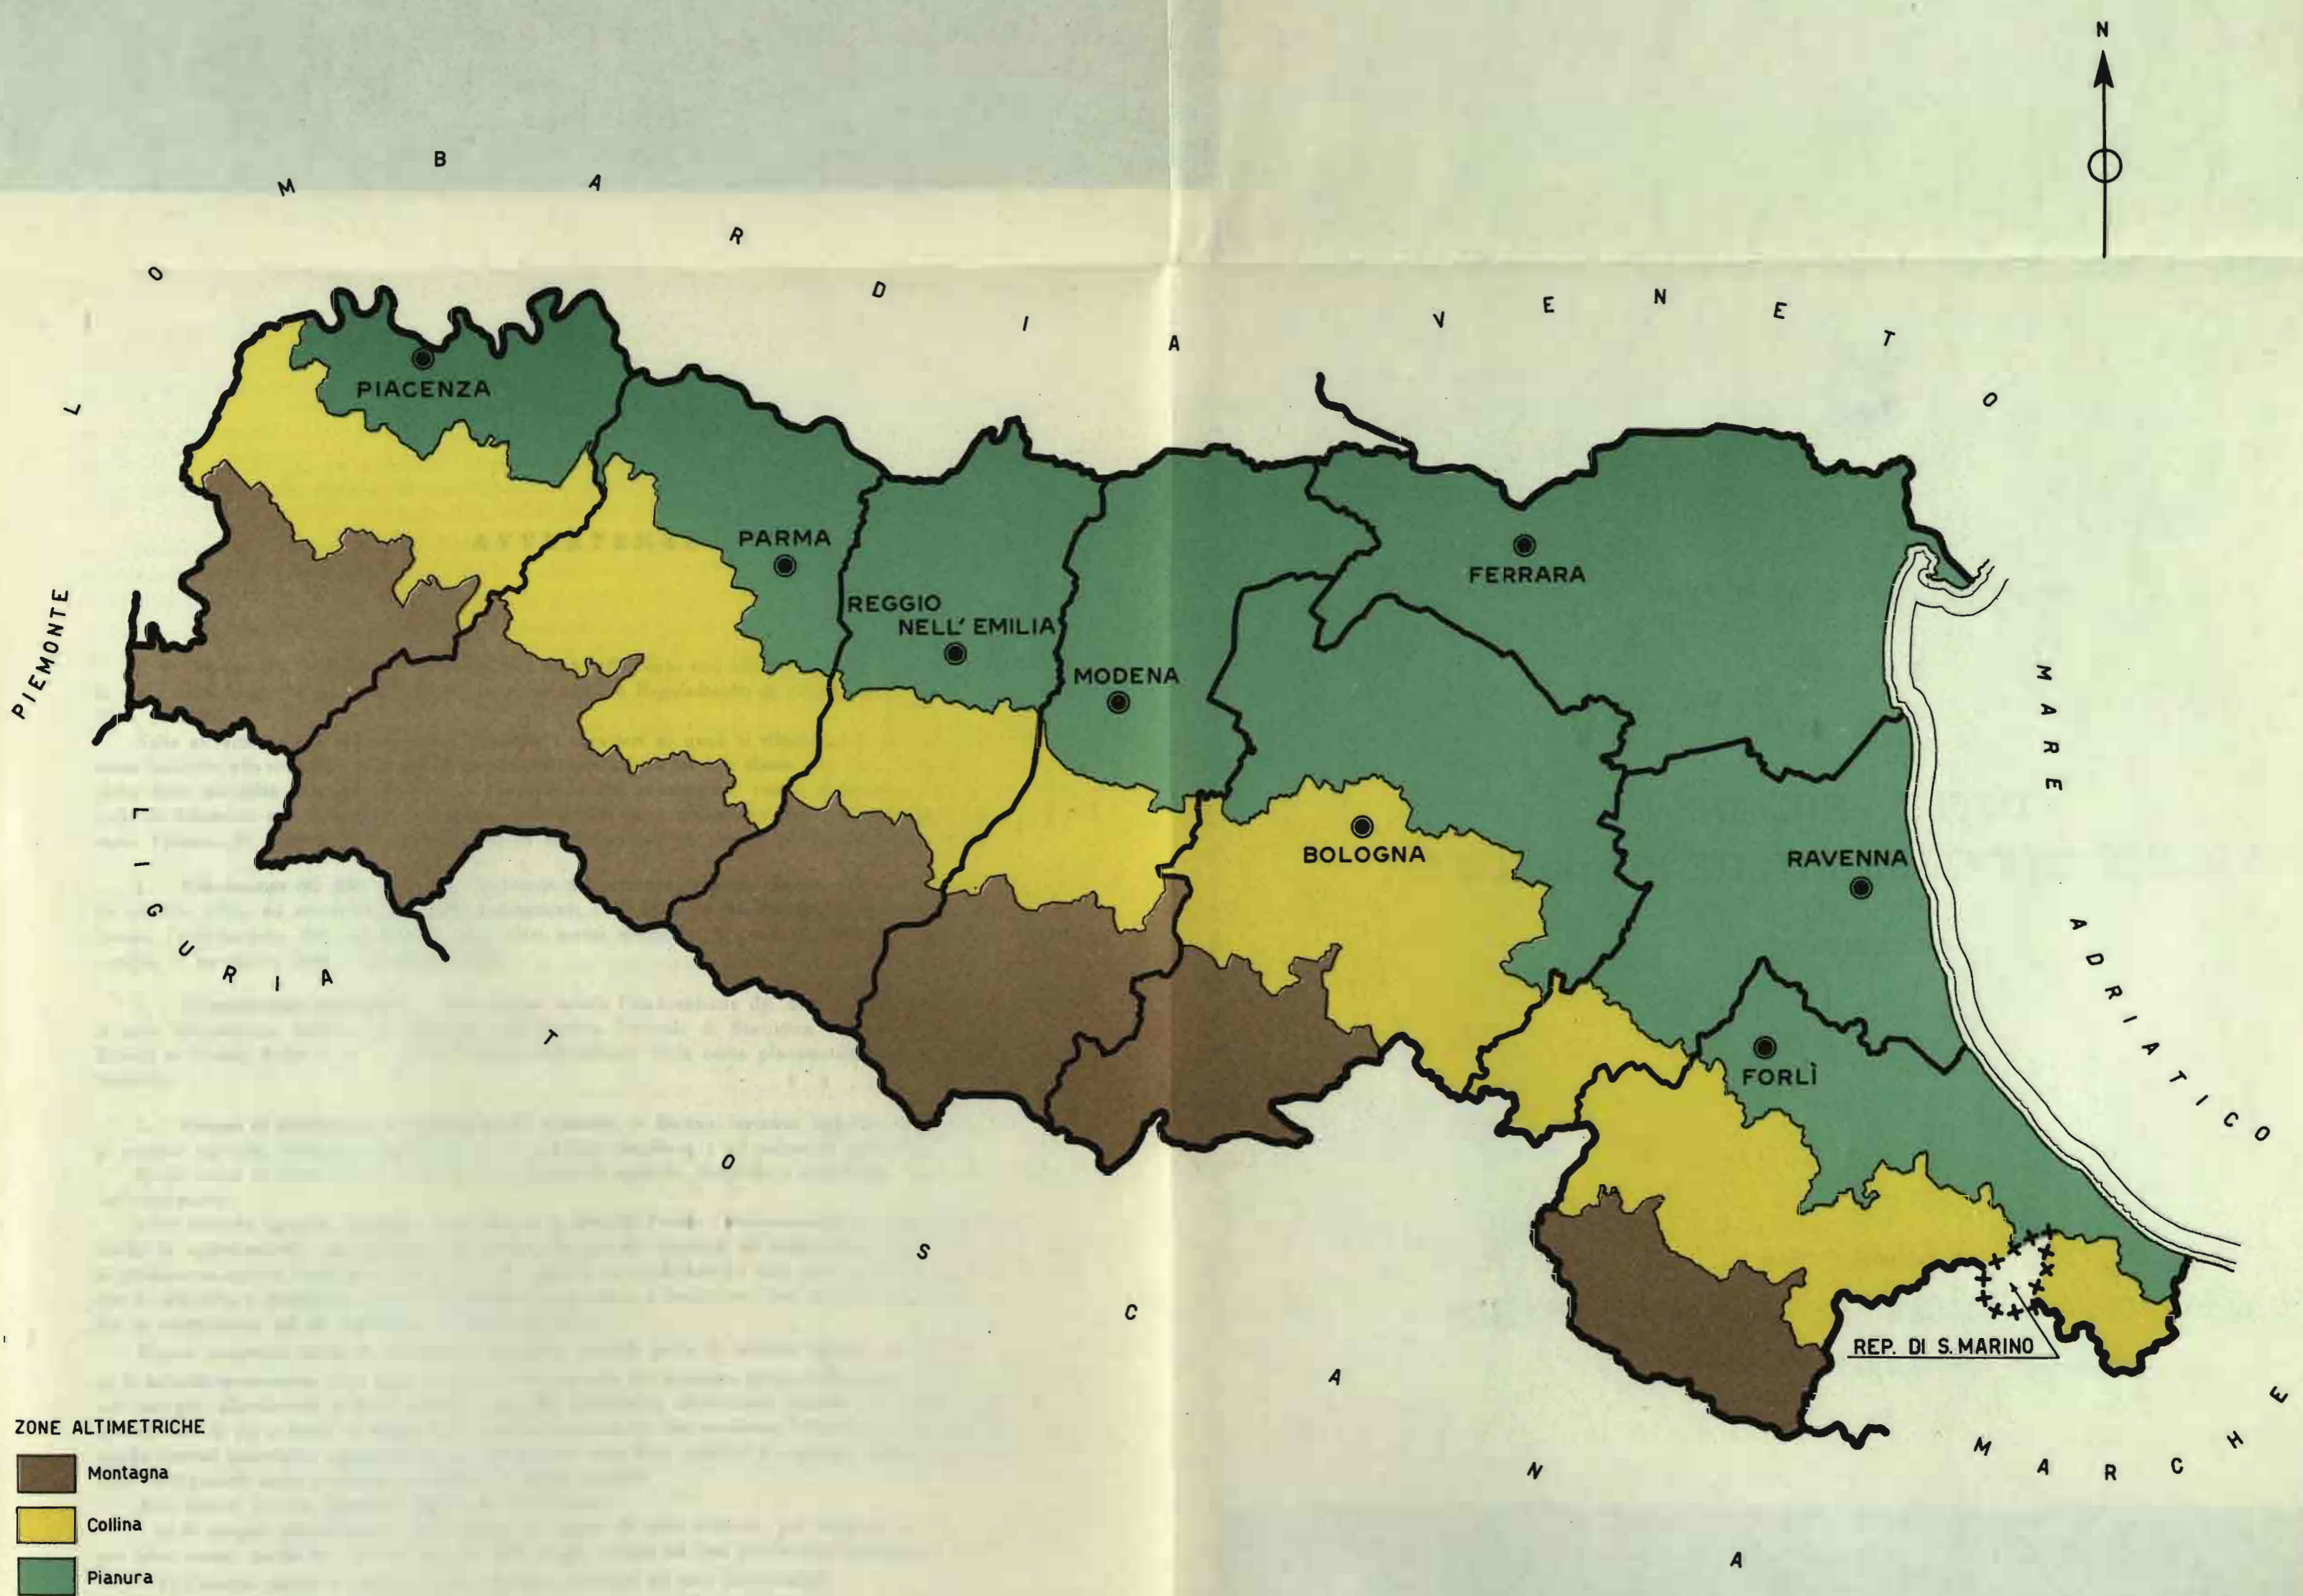 N
LOMBARDIA
VENETO
PIACENZA
PARMA
FERRARA
REGGIO
NELL' EMILIA
MODENA
PIEMONTE
MARE ADRIATICO
LIGURIA
BOLOGNA
RAVENNA
FORLÌ
TOSCANA
REP. DI S. MARINO
MARCHE
ZONE ALTIMETRICHE
Montagna
Collina
Pianura